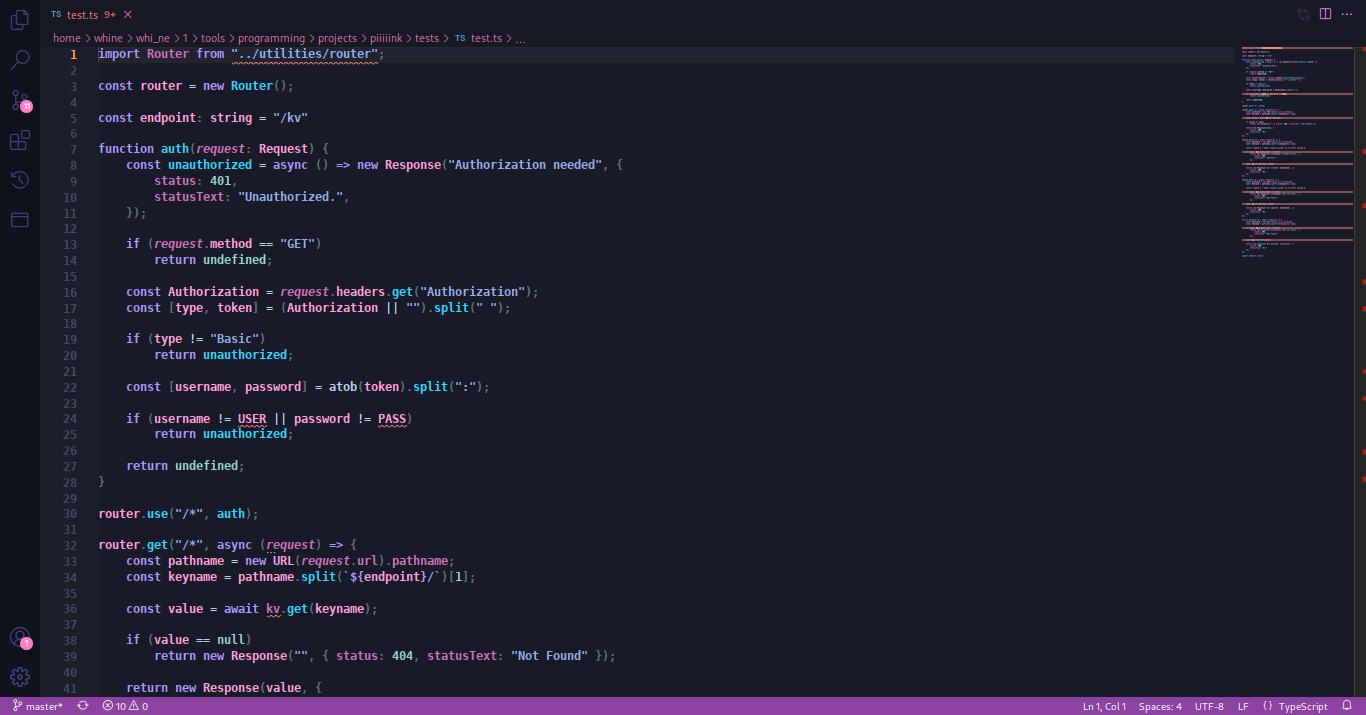 TS test.ts 9+
home > whine > whi_ne > 1 > tools > programming > projects > piiiiink > tests > TS test.ts > ...
1 import Router from "../utilities/router";
2
3 const router = new Router();
4
5 const endpoint: string = "/kv"
6
7 function auth(request: Request) {
8     const unauthorized = async () => new Response("Authorization needed", {
9         status: 401,
10         statusText: "Unauthorized.",
11     });
12
13     if (request.method == "GET")
14         return undefined;
15
16     const Authorization = request.headers.get("Authorization");
17     const [type, token] = (Authorization || "").split(" ");
18
19     if (type != "Basic")
20         return unauthorized;
21
22     const [username, password] = atob(token).split(":");
23
24     if (username != USER || password != PASS)
25         return unauthorized;
26
27     return undefined;
28 }
29
30 router.use("/*", auth);
31
32 router.get("/*", async (request) => {
33     const pathname = new URL(request.url).pathname;
34     const keyname = pathname.split(`${endpoint}/`)[1];
35
36     const value = await kv.get(keyname);
37
38     if (value == null)
39         return new Response("", { status: 404, statusText: "Not Found" });
40
41     return new Response(value, {
11
1
master* 10 0 Ln 1, Col 1 Spaces: 4 UTF-8 LF {} TypeScript